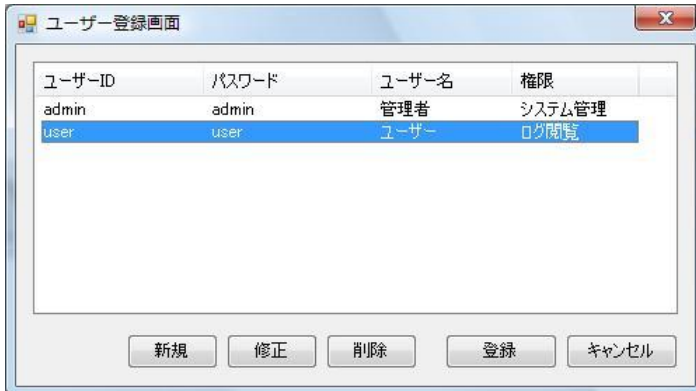 ユーザー登録画面
ユーザーID パスワード ユーザー名 権限
admin admin 管理者 システム管理
user user ユーザー ログ閲覧
新規 修正 削除 登録 キャンセル